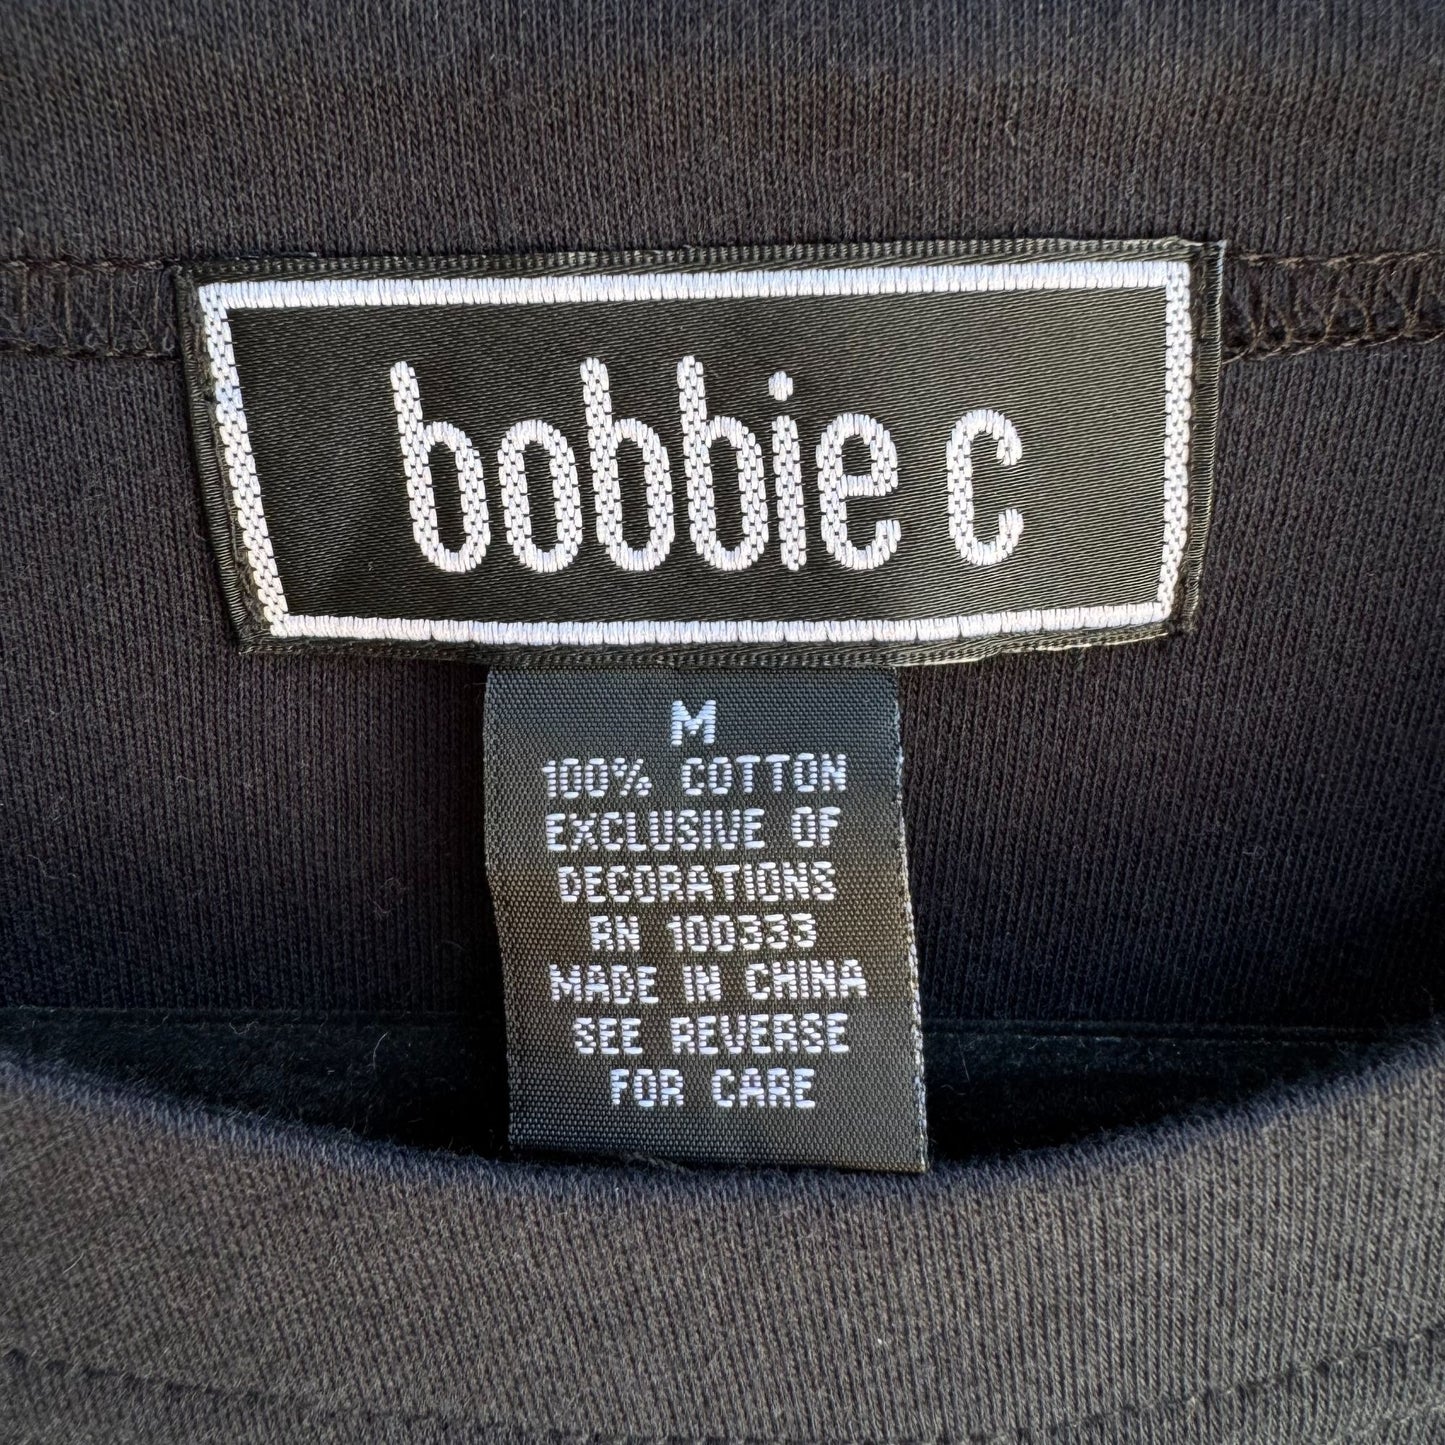 bobbie c
M
100% COTTON
EXCLUSIVE OF
DECORATIONS
RN 100333
MADE IN CHINA
SEE REVERSE
FOR CARE